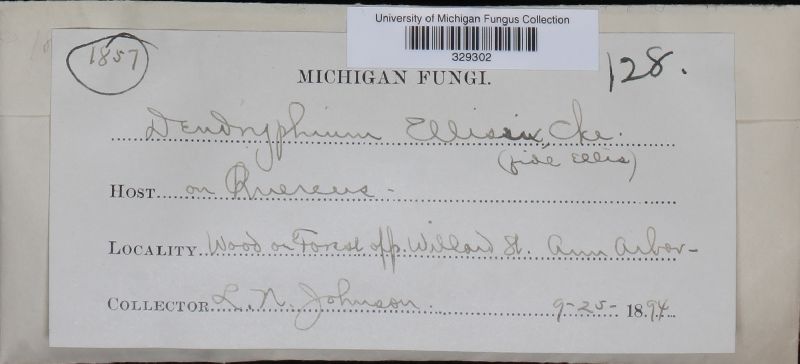 University of Michigan Fungus Collection
329302
1857
128.
MICHIGAN FUNGI.
Dendryphium Ellisii, Cke.
(fide Ellis)
HOST on Quercus -
LOCALITY Wood on Forest opp. Willard St. Ann Arbor -
COLLECTOR L. N. Johnson. 9-25- 1894